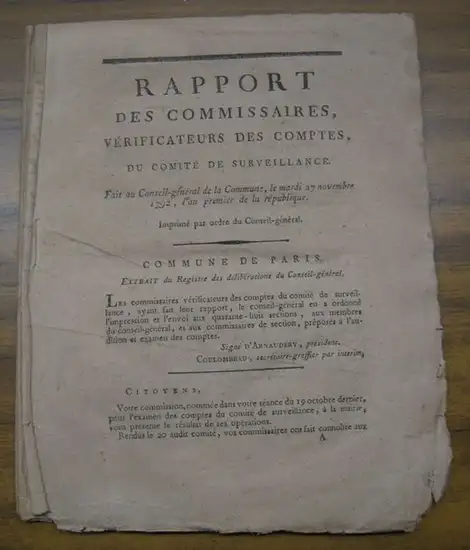 RAPPORT
DES COMMISSAIRES,
VÉRIFICATEURS DES COMPTES,
DU COMITÉ DE SURVEILLANCE.
Fait au Conseil-général de la Commune, le mardi 27 novembre
1792, l'an premier de la république.
Imprimé par ordre du Conseil-général.
COMMUNE DE PARIS.
EXTRAIT du Registre des délibérations du Conseil-général.
LES commissaires vérificateurs des comptes du comité de surveil-
lance, ayant fait leur rapport, le conseil-général en a ordonné
l'impression et l'envoi aux quarante-huit sections, aux membres
du conseil-général, et aux commissaires de section, préposés à l'au-
dition et examen des comptes.
Signé D'ARNAUDERY, président.
COULOMBEAU, secrétaire-greffier par interim,
CITOYENS,
Votre commission, nommée dans votre séance du 19 octobre dernier,
pour l'examen des comptes du comité de surveillance, à la mairie,
vous présente le résultat de ses opérations.
Rendus le 20 audit comité, vos commissaires ont fait connoître aux
A